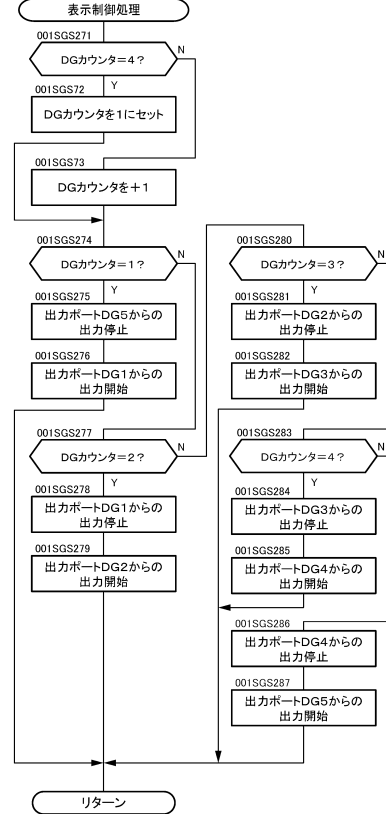 表示制御処理
001SGS271
DGカウンタ=4？
N
Y
001SGS72
DGカウンタを1にセット
001SGS73
DGカウンタを＋1
001SGS274
DGカウンタ=1？
N
Y
001SGS275
出力ポートDG5からの
出力停止
001SGS276
出力ポートDG1からの
出力開始
001SGS277
DGカウンタ=2？
N
Y
001SGS278
出力ポートDG1からの
出力停止
001SGS279
出力ポートDG2からの
出力開始
001SGS280
DGカウンタ=3？
N
Y
001SGS281
出力ポートDG2からの
出力停止
001SGS282
出力ポートDG3からの
出力開始
001SGS283
DGカウンタ=4？
N
Y
001SGS284
出力ポートDG3からの
出力停止
001SGS285
出力ポートDG4からの
出力開始
001SGS286
出力ポートDG4からの
出力停止
001SGS287
出力ポートDG5からの
出力開始
リターン